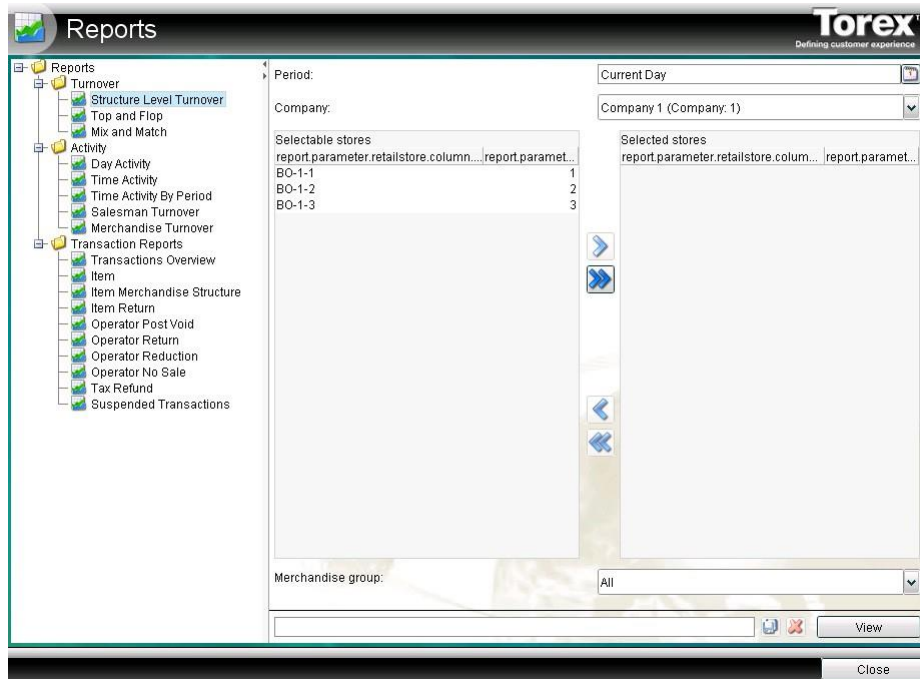 Reports
Torex
Defining customer experience
Reports
Turnover
Structure Level Turnover
Top and Flop
Mix and Match
Activity
Day Activity
Time Activity
Time Activity By Period
Salesman Turnover
Merchandise Turnover
Transaction Reports
Transactions Overview
Item
Item Merchandise Structure
Item Return
Operator Post Void
Operator Return
Operator Reduction
Operator No Sale
Tax Refund
Suspended Transactions
Period: Current Day
Company: Company 1 (Company: 1)
Selectable stores
report.parameter.retailstore.column.... report.paramet...
BO-1-1 1
BO-1-2 2
BO-1-3 3
Selected stores
report.parameter.retailstore.colum... report.paramet...
Merchandise group: All
View
Close